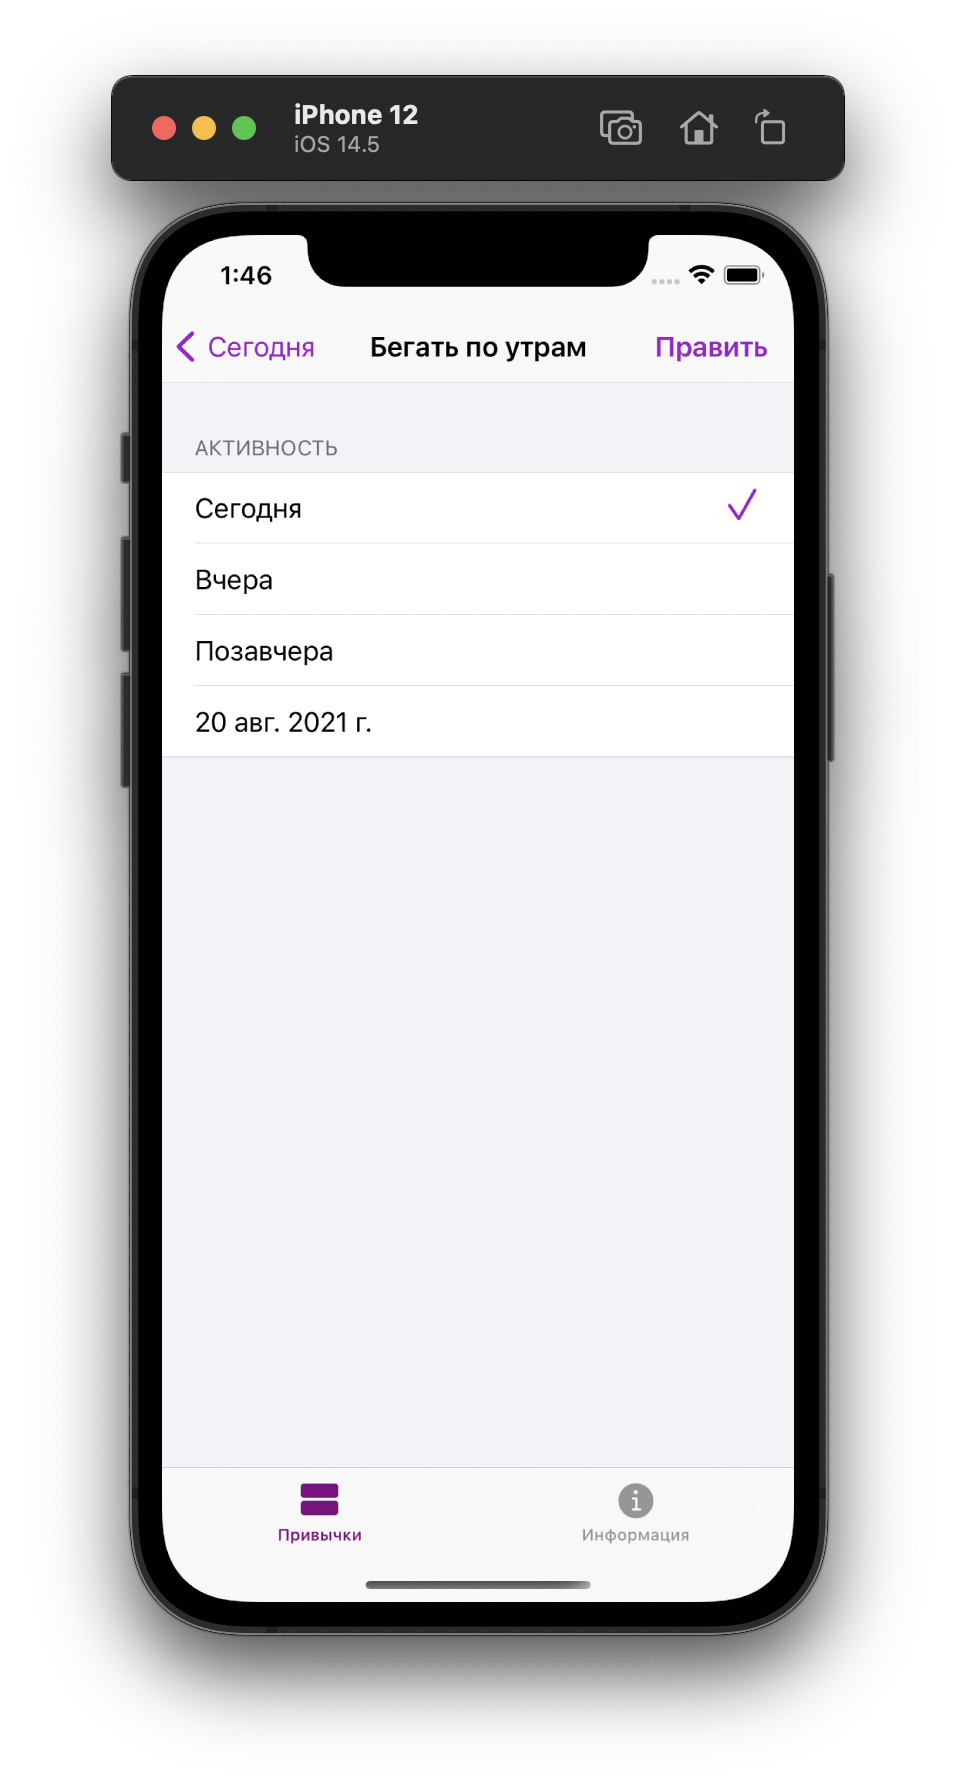 iPhone 12
iOS 14.5
1:46
Сегодня
Бегать по утрам
Править
АКТИВНОСТЬ
Сегодня
Вчера
Позавчера
20 авг. 2021 г.
Привычки
Информация